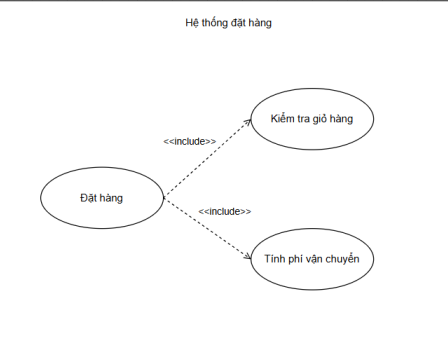 Hệ thống đặt hàng
Kiểm tra giỏ hàng
<<include>>
Đặt hàng
<<include>>
Tính phí vận chuyển